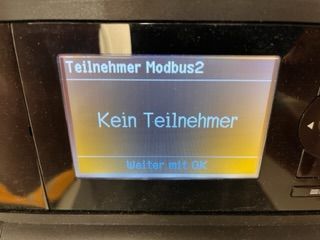 Teilnehmer Modbus2
Kein Teilnehmer
Weiter mit OK